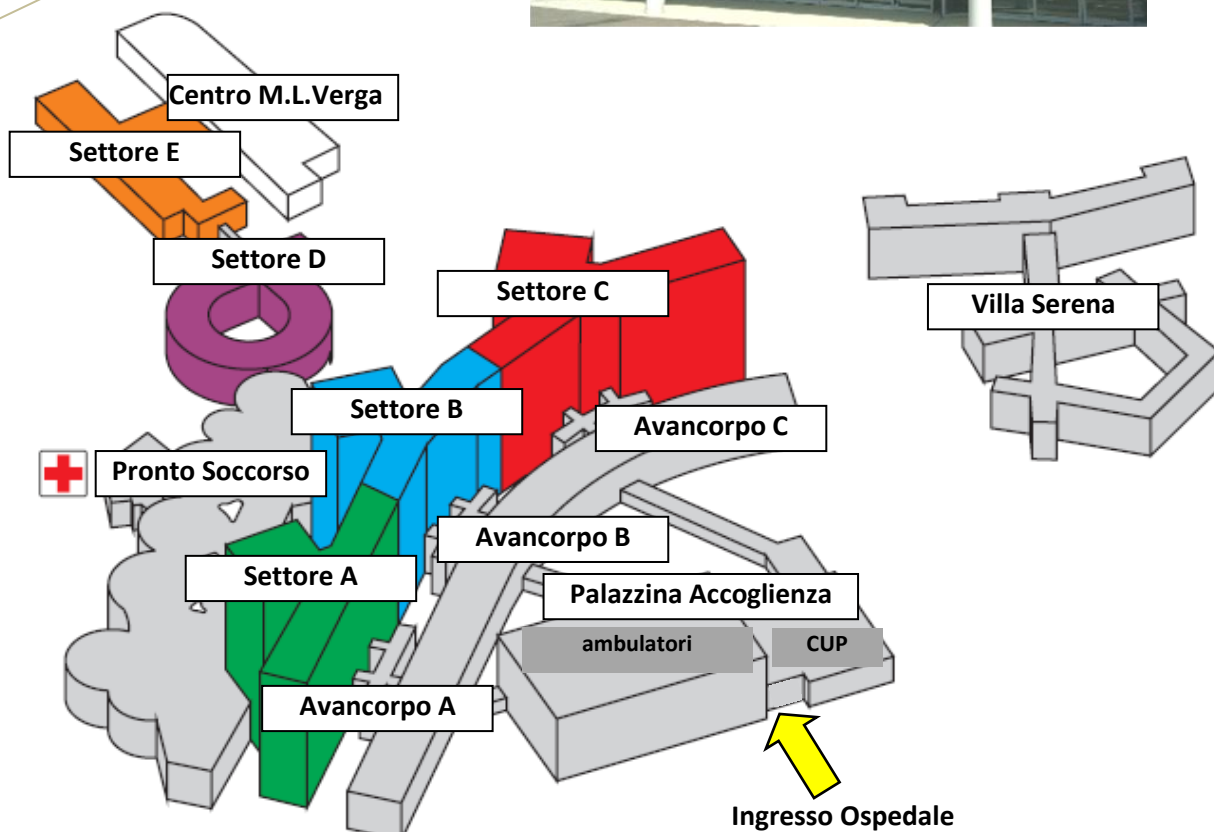 Centro M.L.Verga
Settore E
Settore D
Settore C
Villa Serena
Settore B
Avancorpo C
Pronto Soccorso
Avancorpo B
Settore A
Palazzina Accoglienza
ambulatori
CUP
Avancorpo A
Ingresso Ospedale